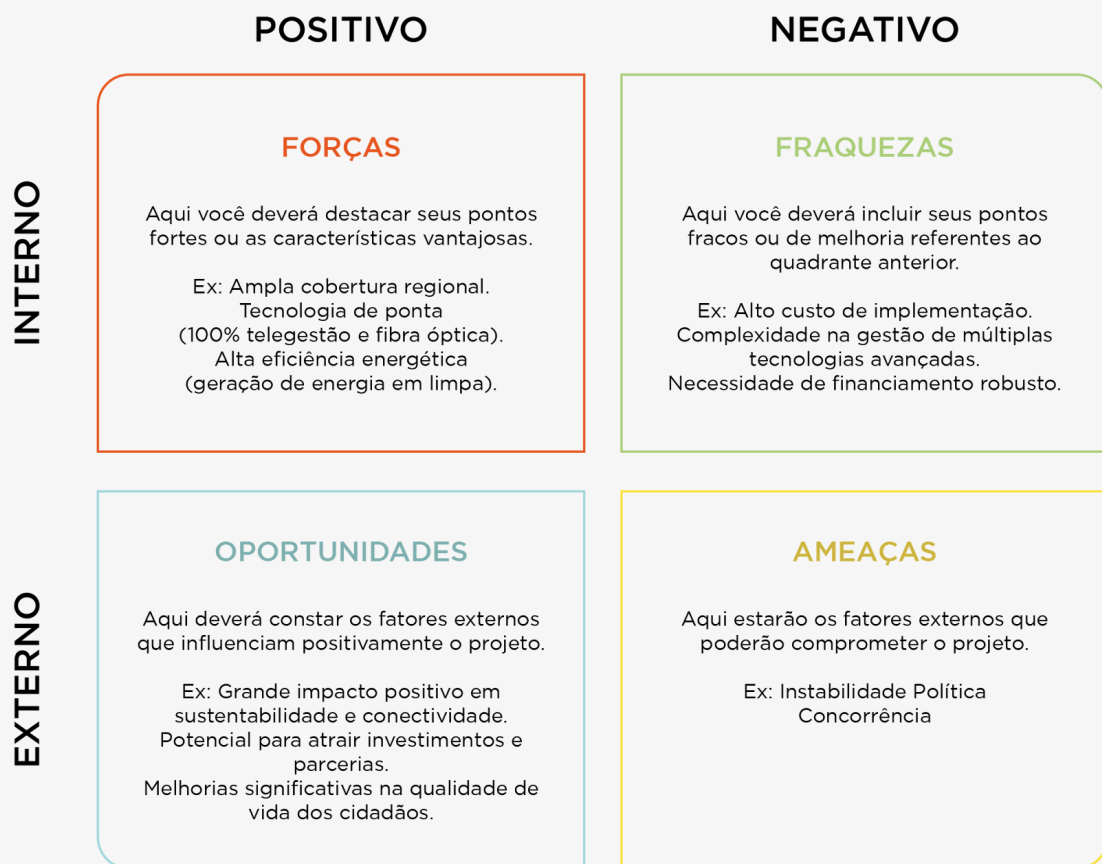 POSITIVO
NEGATIVO
INTERNO
FORÇAS
Aqui você deverá destacar seus pontos
fortes ou as características vantajosas.
Ex: Ampla cobertura regional.
Tecnologia de ponta
(100% telegestão e fibra óptica).
Alta eficiência energética
(geração de energia em limpa).
FRAQUEZAS
Aqui você deverá incluir seus pontos
fracos ou de melhoria referentes ao
quadrante anterior.
Ex: Alto custo de implementação.
Complexidade na gestão de múltiplas
tecnologias avançadas.
Necessidade de financiamento robusto.
EXTERNO
OPORTUNIDADES
Aqui deverá constar os fatores externos
que influenciam positivamente o projeto.
Ex: Grande impacto positivo em
sustentabilidade e conectividade.
Potencial para atrair investimentos e
parcerias.
Melhorias significativas na qualidade de
vida dos cidadãos.
AMEAÇAS
Aqui estarão os fatores externos que
poderão comprometer o projeto.
Ex: Instabilidade Política
Concorrência